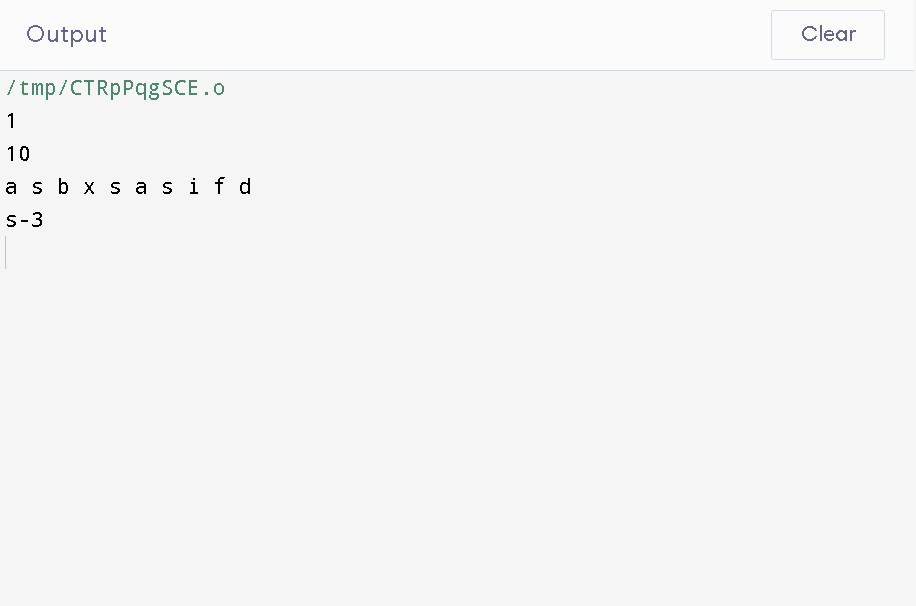 Output
Clear
/tmp/CTRpPqgSCE.o
1
10
a s b x s a s i f d
s-3